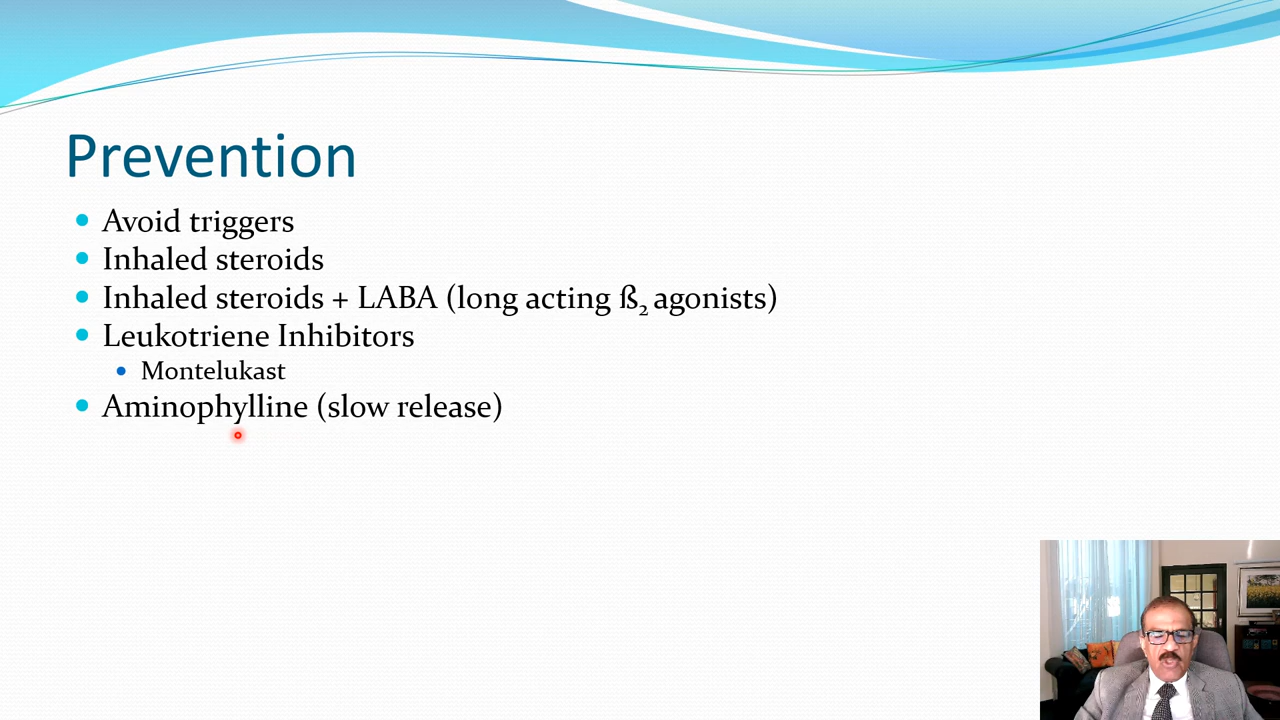 Prevention
Avoid triggers
Inhaled steroids
Inhaled steroids + LABA (long acting ß₂ agonists)
Leukotriene Inhibitors
Montelukast
Aminophylline (slow release)